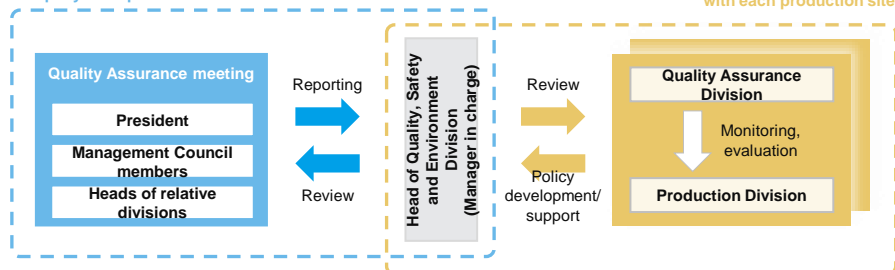 with each production site
Quality Assurance meeting
President
Management Council
members
Heads of relative
divisions
Reporting
Review
Head of Quality, Safety
and Environment
Division
(Manager in charge)
Review
Policy
development/
support
Quality Assurance
Division
Monitoring,
evaluation
Production Division